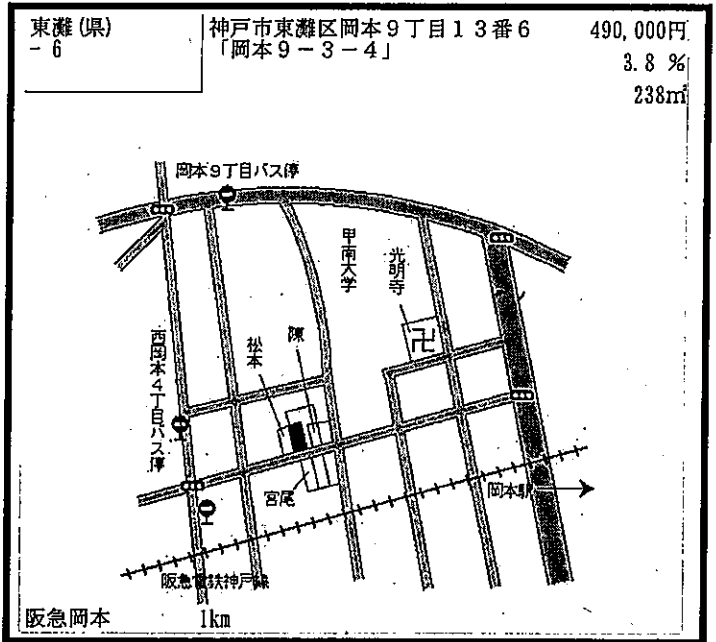 東灘(県)
－6
神戸市東灘区岡本９丁目１３番６
「岡本９－３－４」
490,000円
3.8 %
238㎡
岡本９丁目バス停
甲南大学
光明寺
西岡本４丁目バス停
松本
陳
宮尾
岡本駅
阪急電鉄神戸線
阪急岡本
1km